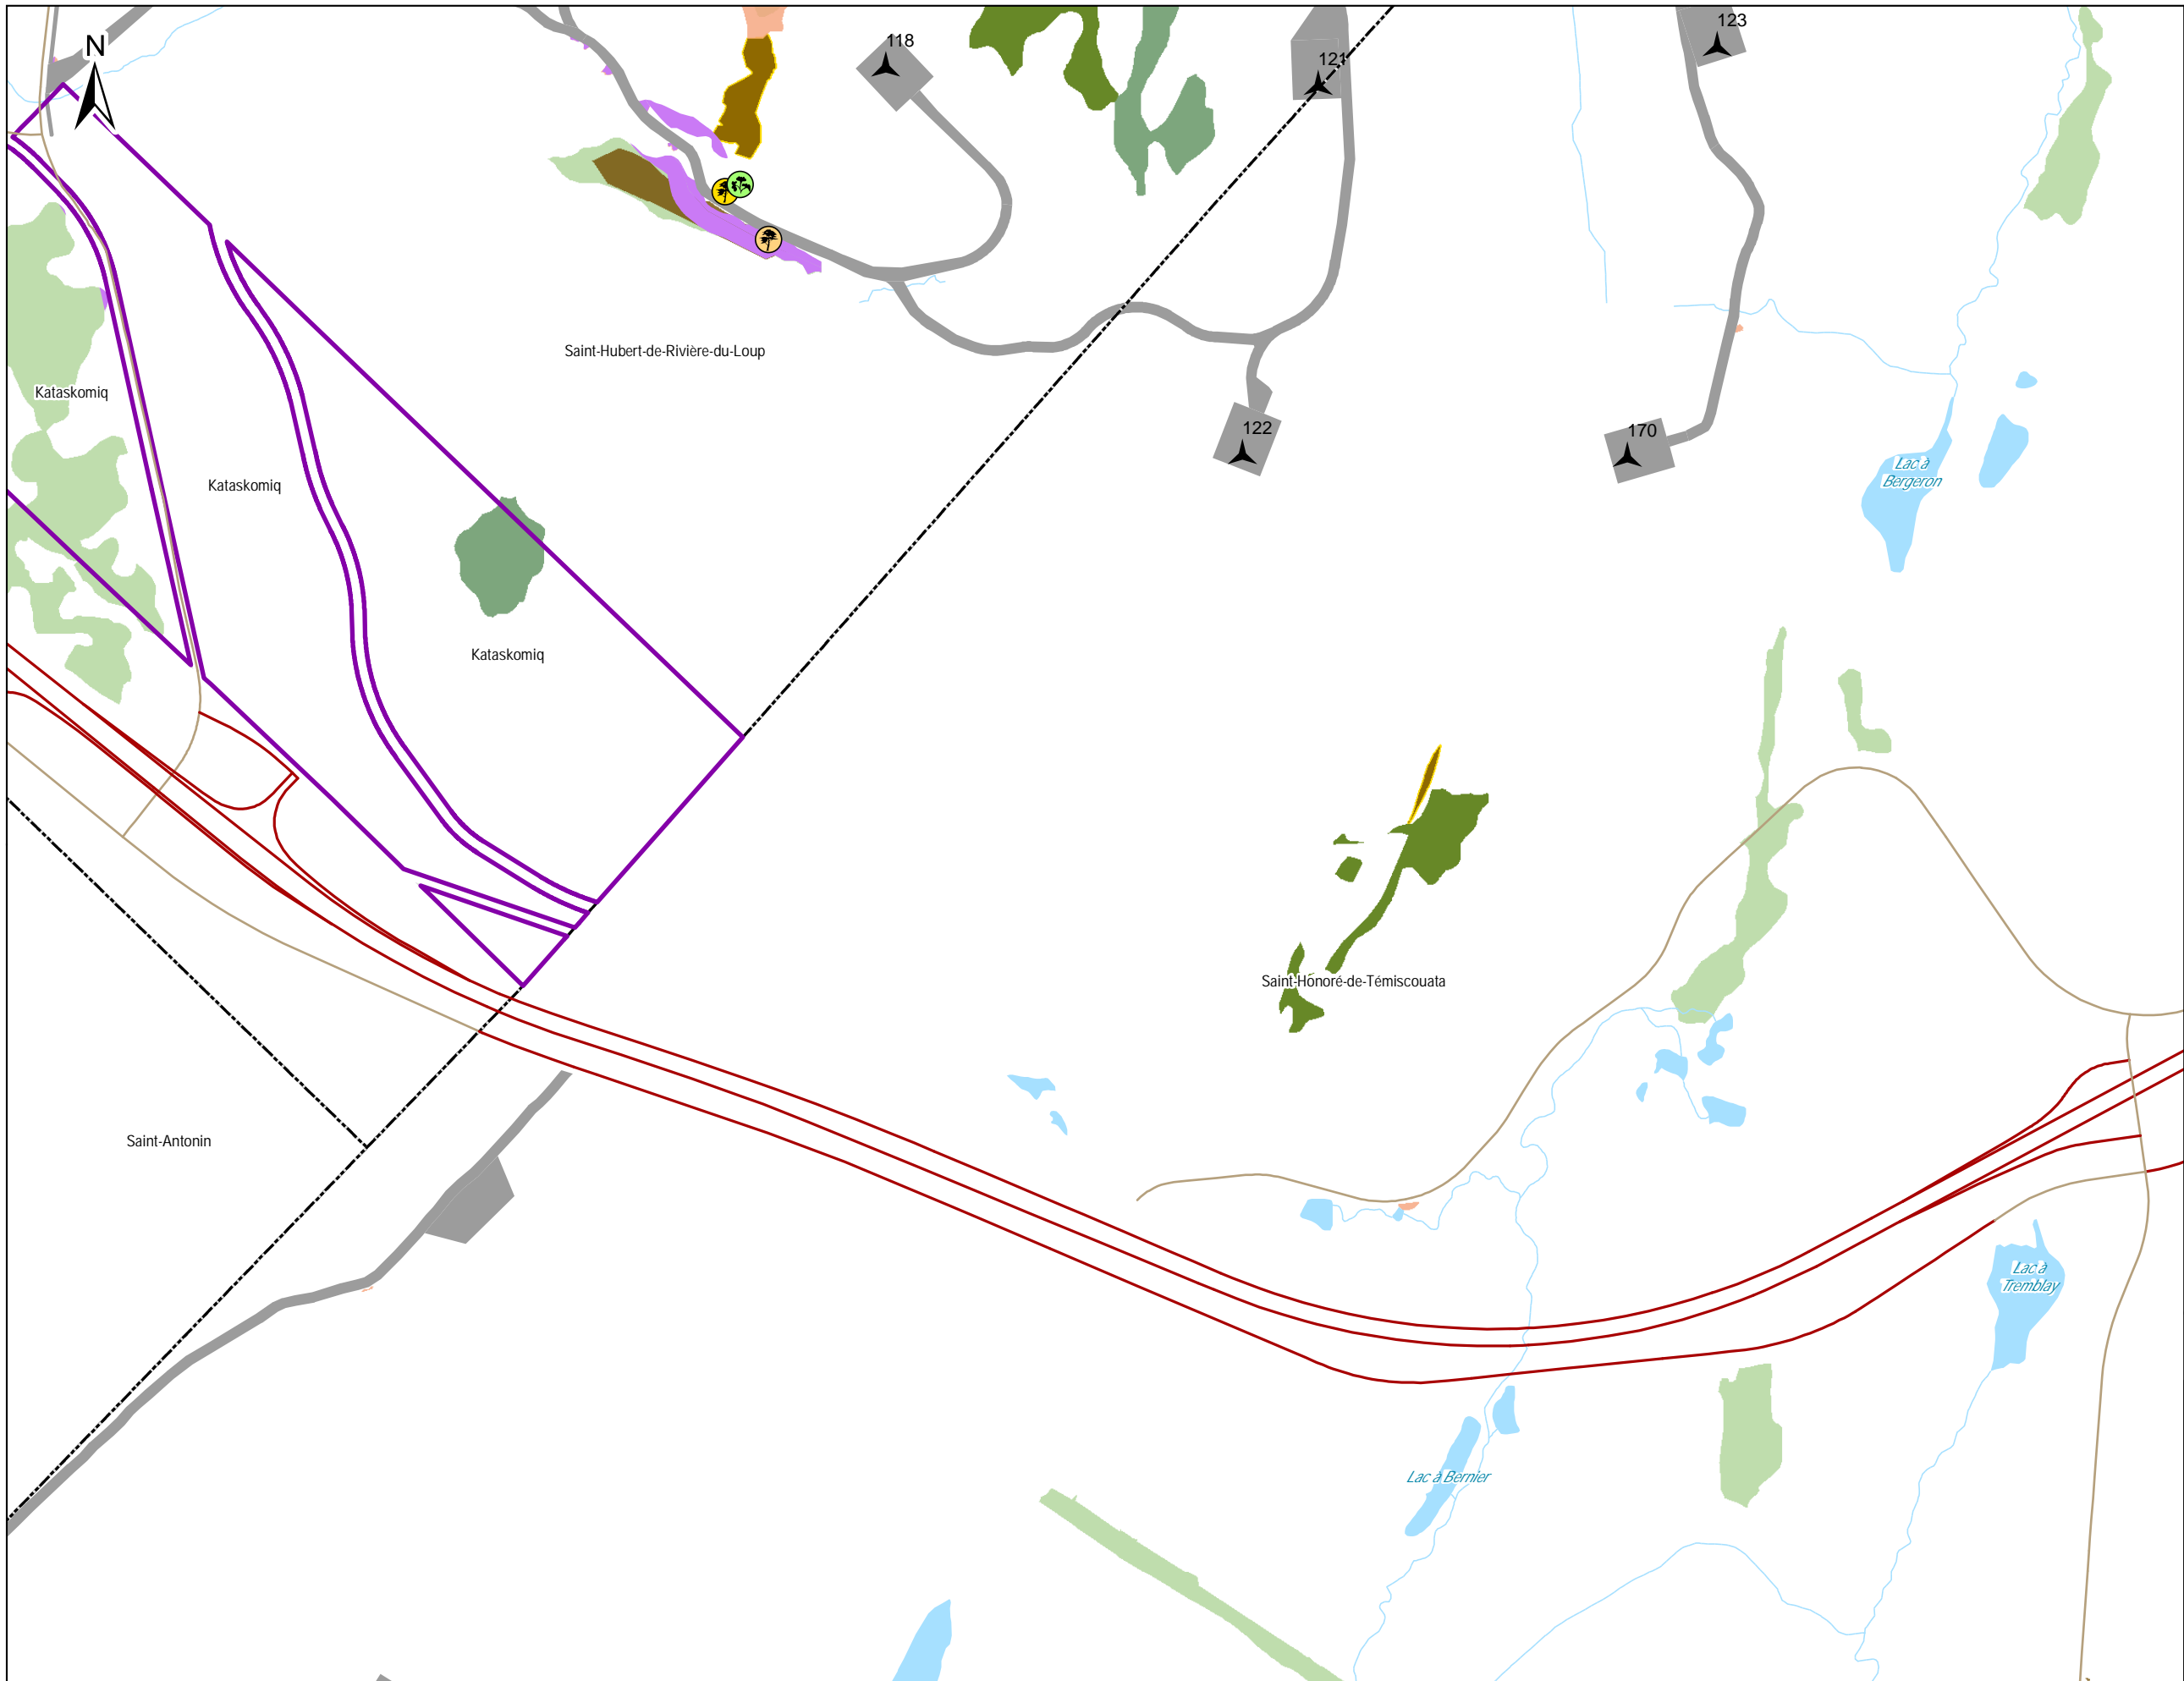 N
118
121
123
Saint-Hubert-de-Rivière-du-Loup
Kataskomiq
122
170
Lac à
Bergeron
Kataskomiq
Kataskomiq
Saint-Honoré-de-Témiscouata
Saint-Antonin
Lac à
Tremblay
Lac à Bernier